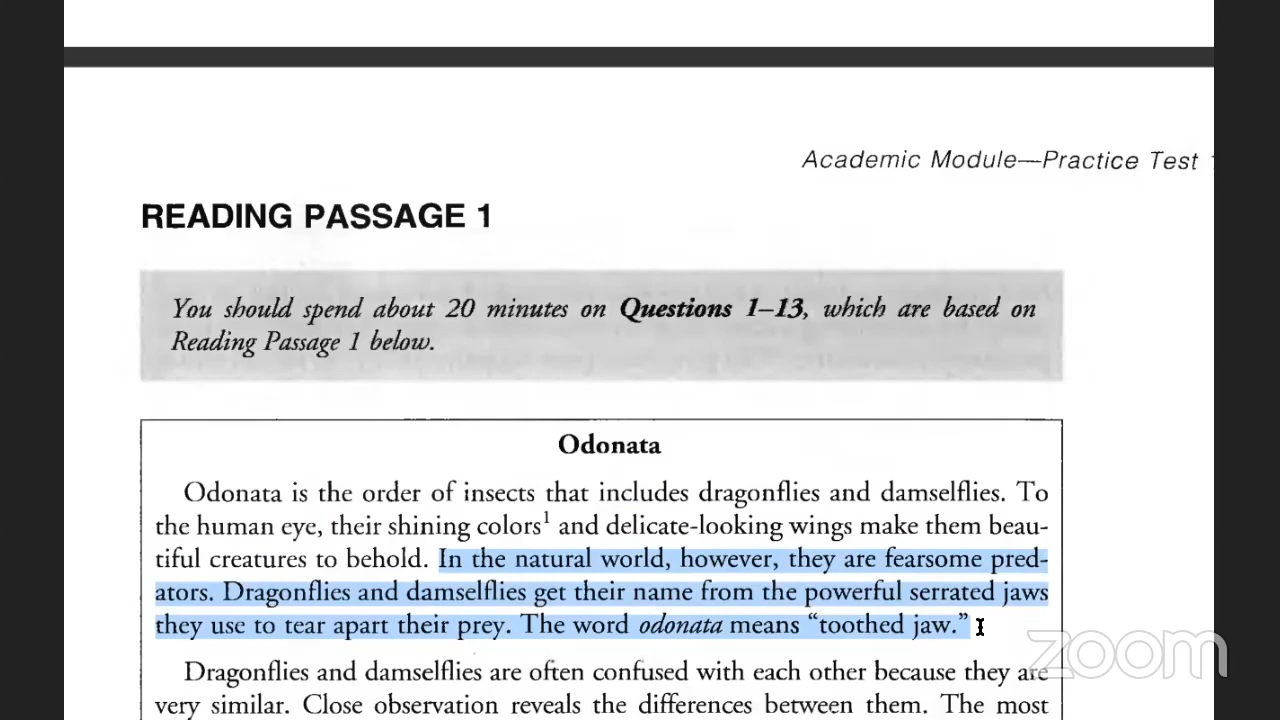 Academic Module—Practice Test
READING PASSAGE 1
You should spend about 20 minutes on Questions 1–13, which are based on
Reading Passage 1 below.
Odonata
Odonata is the order of insects that includes dragonflies and damselflies. To
the human eye, their shining colors¹ and delicate-looking wings make them beau-
tiful creatures to behold. In the natural world, however, they are fearsome pred-
ators. Dragonflies and damselflies get their name from the powerful serrated jaws
they use to tear apart their prey. The word odonata means “toothed jaw.”
Dragonflies and damselflies are often confused with each other because they are
very similar. Close observation reveals the differences between them. The most
zoom